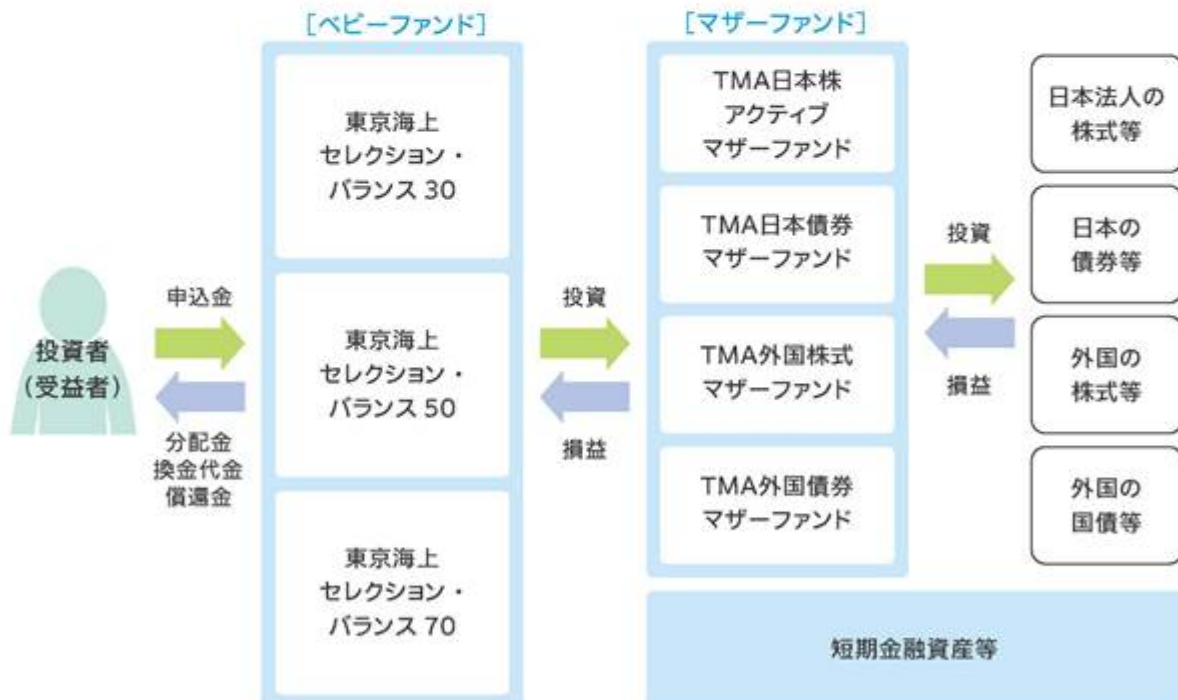 ［ベビーファンド］
［マザーファンド］
投資者
（受益者）
申込金
分配金
換金代金
償還金
東京海上
セレクション・
バランス 30
東京海上
セレクション・
バランス 50
東京海上
セレクション・
バランス 70
投資
損益
TMA日本株
アクティブ
マザーファンド
TMA日本債券
マザーファンド
TMA外国株式
マザーファンド
TMA外国債券
マザーファンド
投資
損益
日本法人の
株式等
日本の
債券等
外国の
株式等
外国の
国債等
短期金融資産等